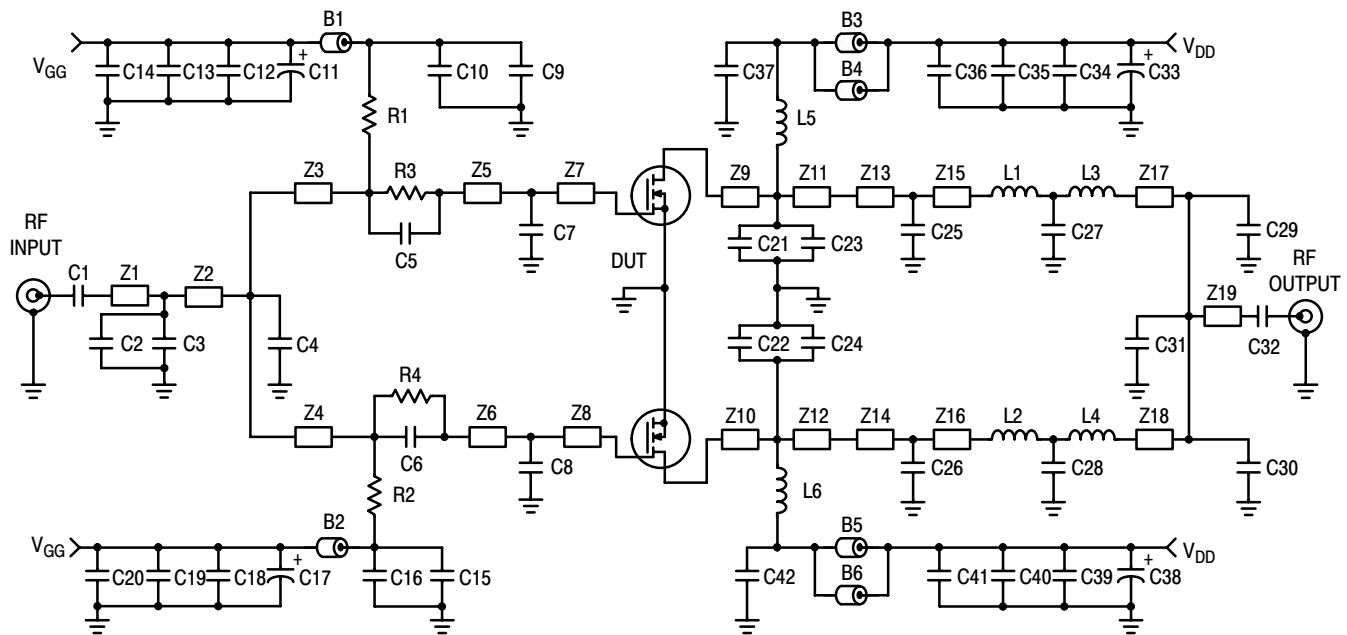 B1
B3
V_GG
C14
C13
C12
+
C11
C10
C9
C37
B4
C36
C35
C34
+
C33
V_DD
R1
L5
Z3
R3
Z5
Z7
Z9
Z11
Z13
Z15
L1
L3
Z17
C5
C7
C21
C23
C25
C27
C29
RF
INPUT
C1
Z1
Z2
DUT
RF
OUTPUT
Z19
C2
C3
C4
C22
C24
C31
C32
R4
Z4
Z6
Z8
Z10
Z12
Z14
Z16
L2
L4
Z18
C6
C8
C26
C28
C30
R2
L6
B2
B5
V_GG
C20
C19
C18
+
C17
C16
C15
C42
B6
C41
C40
C39
+
C38
V_DD